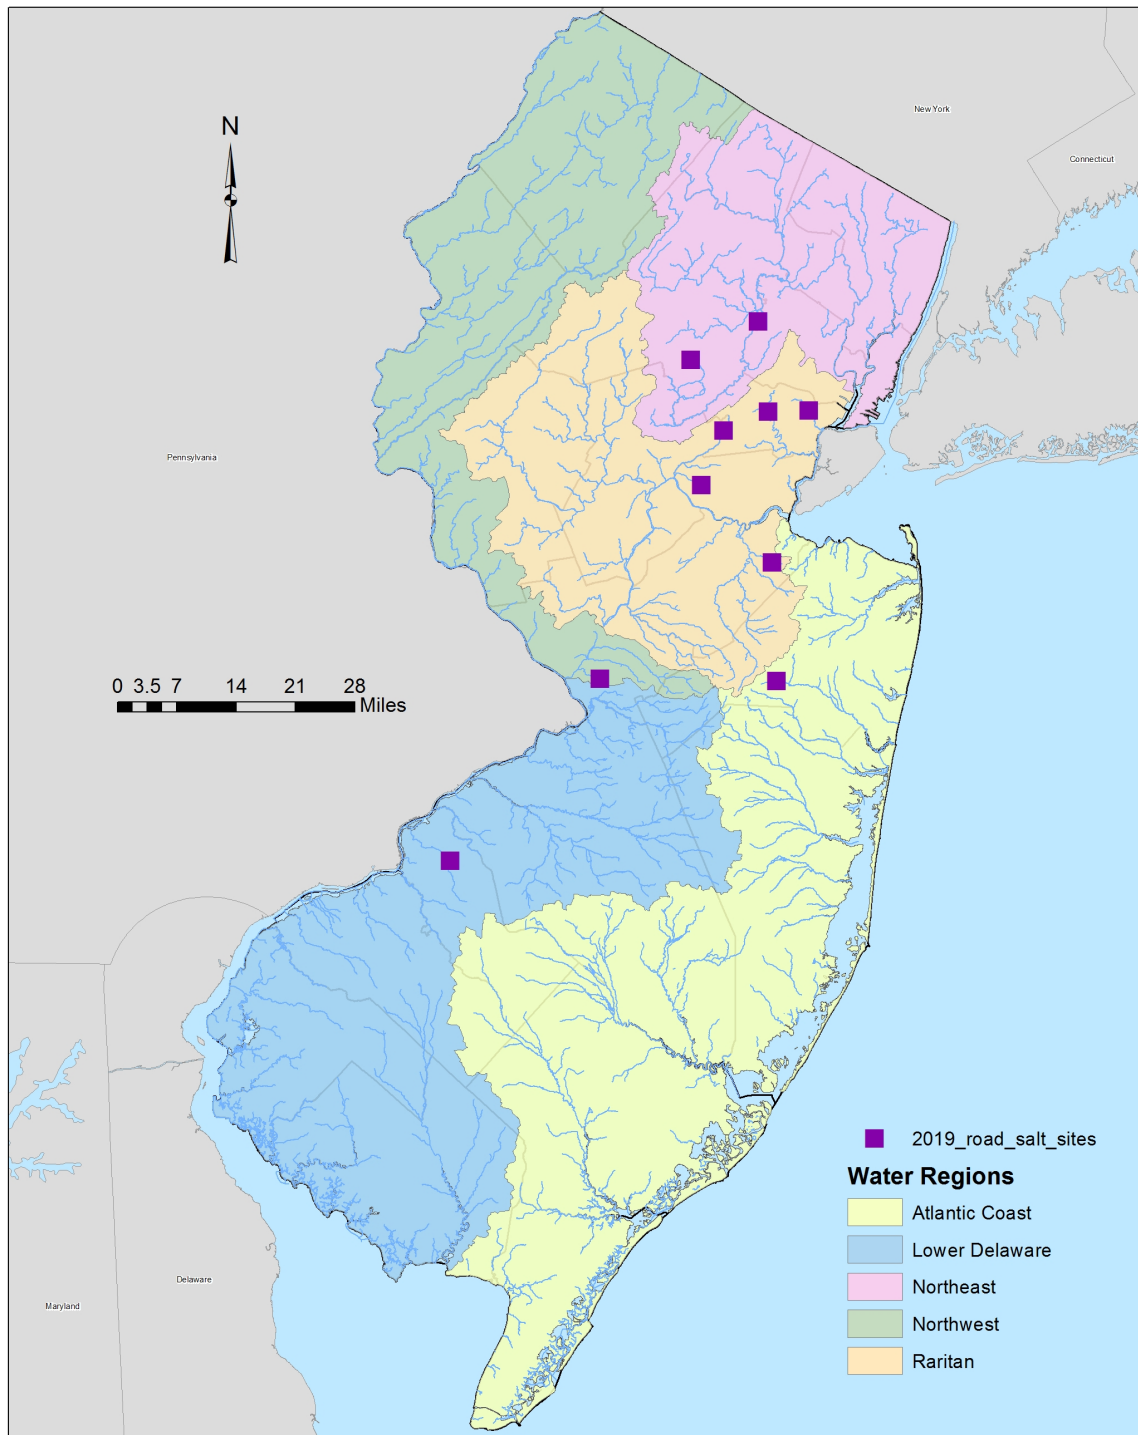 New York
N
Connecticut
Pennsylvania
0 3.5 7 14 21 28
Miles
2019_road_salt_sites
Water Regions
Atlantic Coast
Lower Delaware
Northeast
Northwest
Raritan
Delaware
Maryland